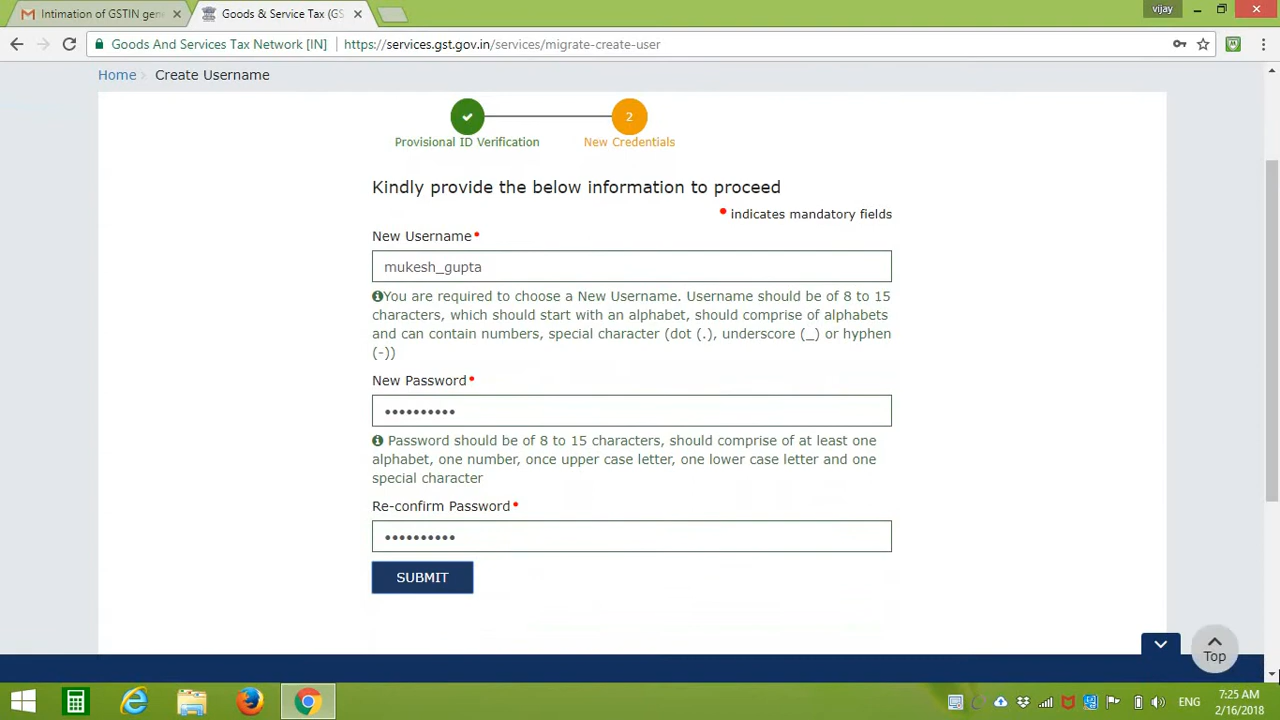 Intimation of GSTIN gen
Goods & Service Tax (GS
vijay
Goods And Services Tax Network [IN]
https://services.gst.gov.in/services/migrate-create-user
Home
Create Username
2
Provisional ID Verification
New Credentials
Kindly provide the below information to proceed
• indicates mandatory fields
New Username•
mukesh_gupta
You are required to choose a New Username. Username should be of 8 to 15
characters, which should start with an alphabet, should comprise of alphabets
and can contain numbers, special character (dot (.), underscore (_) or hyphen
(-))
New Password•
••••••••••
Password should be of 8 to 15 characters, should comprise of at least one
alphabet, one number, once upper case letter, one lower case letter and one
special character
Re-confirm Password•
••••••••••
SUBMIT
Top
ENG
7:25 AM
2/16/2018